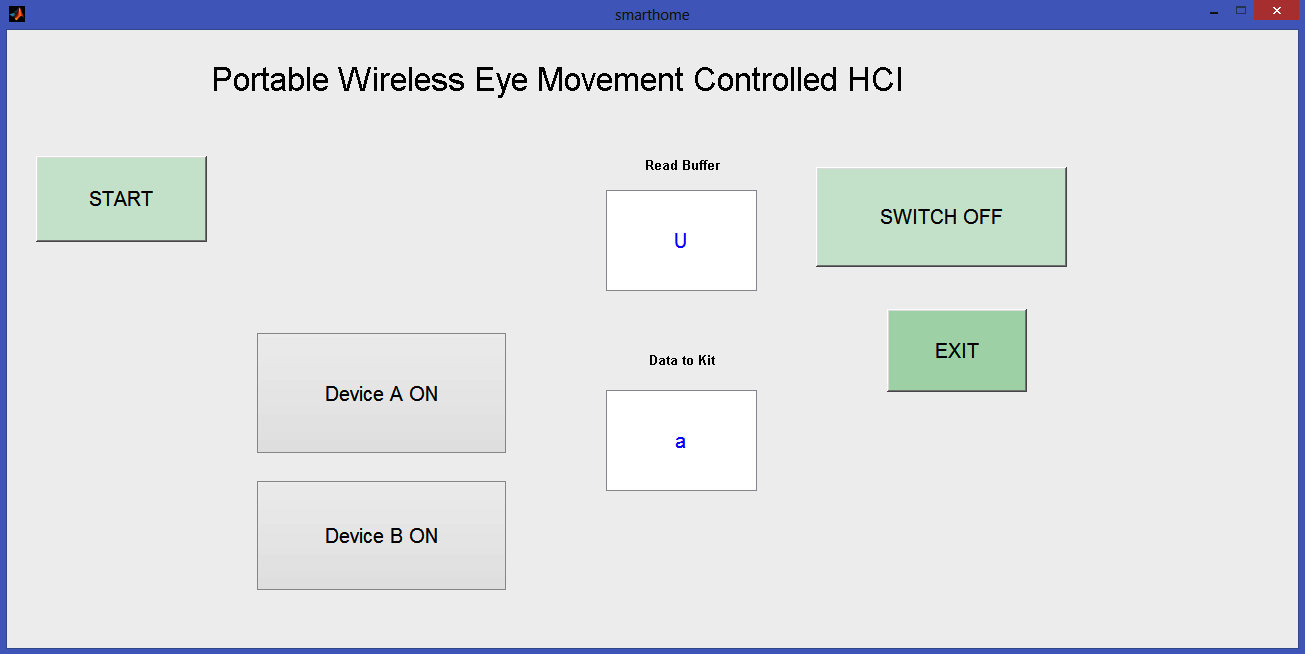 smarthome
Portable Wireless Eye Movement Controlled HCI
START
Read Buffer
U
SWITCH OFF
Device A ON
Data to Kit
a
EXIT
Device B ON